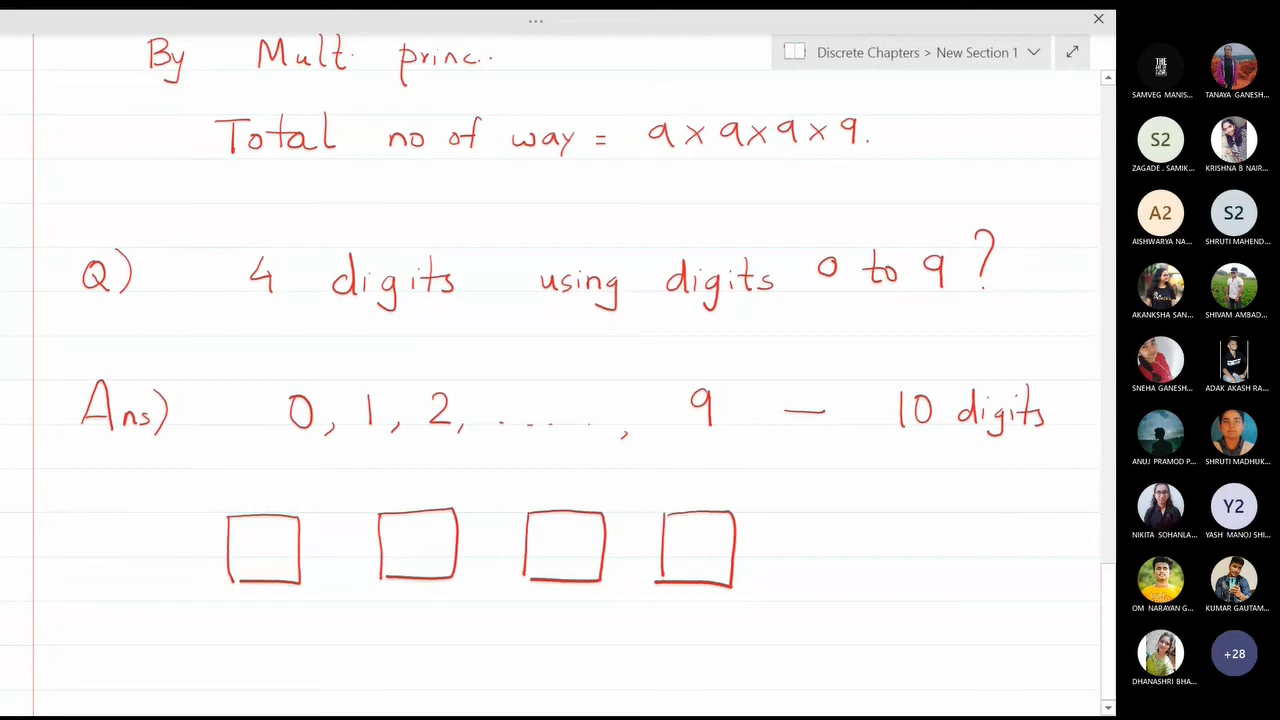 Discrete Chapters > New Section 1
By Mult. princ..
Total no of way = 9 x 9 x 9 x 9.
Q) 4 digits using digits 0 to 9 ?
Ans) 0, 1, 2, ....., 9 — 10 digits
THE
SAMVEG MANIS... TANAYA GANESH...
S2
ZAGADE . SAMIK... KRISHNA B NAIR...
A2 S2
AISHWARYA NA... SHRUTI MAHEND...
AKANKSHA SAN... SHIVAM AMBAD...
SNEHA GANESH... ADAK AKASH RA...
ANUJ PRAMOD P... SHRUTI MADHUK...
Y2
NIKITA SOHANLA... YASH MANOJ SHI...
OM NARAYAN G... KUMAR GAUTAM...
+28
DHANASHRI BHA...